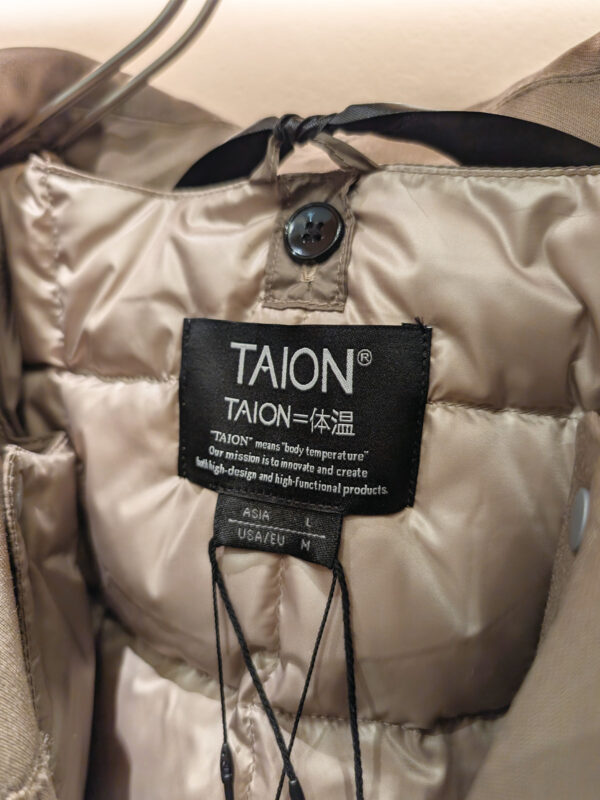 TAION®
TAION=体温
"TAION" means "body temperature"
Our mission is to innovate and create
both high-design and high-functional products.
ASIA L
USA/EU M